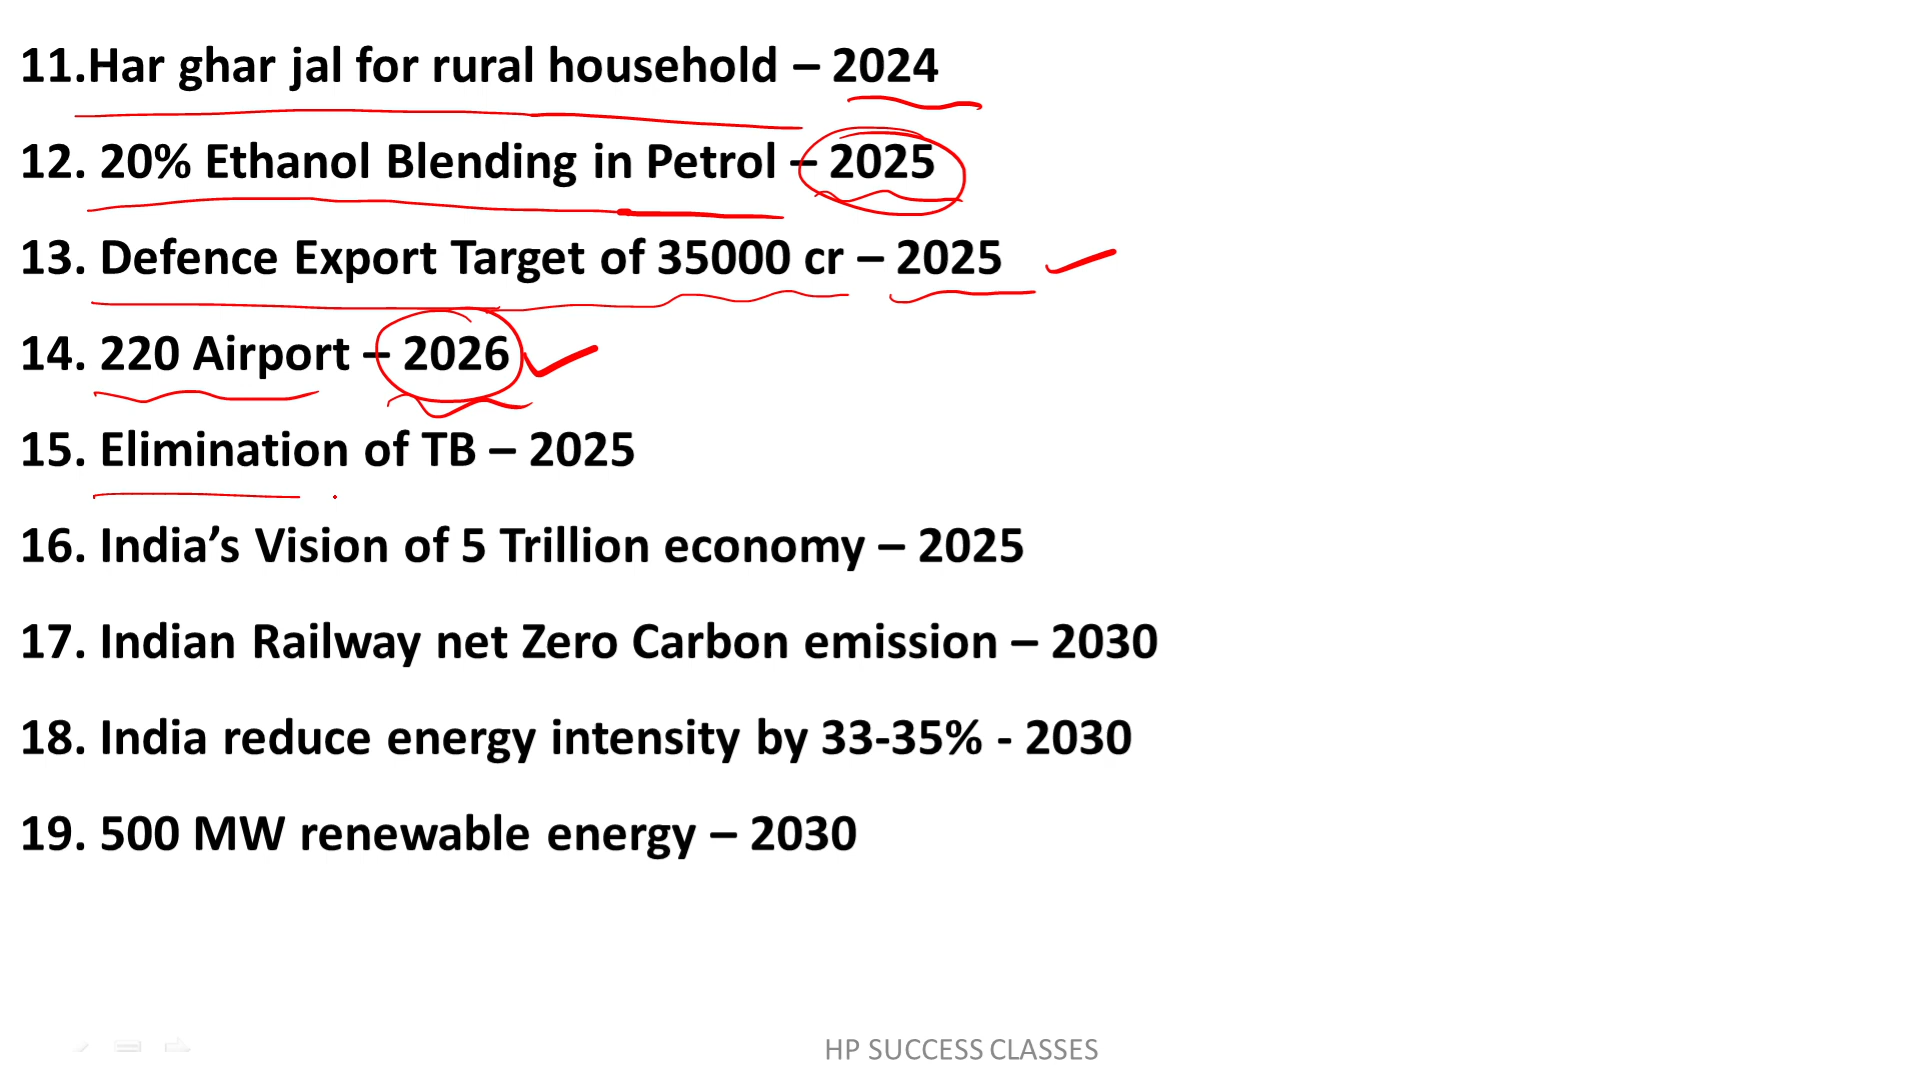 11.Har ghar jal for rural household – 2024
12. 20% Ethanol Blending in Petrol – 2025
13. Defence Export Target of 35000 cr – 2025
14. 220 Airport – 2026
15. Elimination of TB – 2025
16. India’s Vision of 5 Trillion economy – 2025
17. Indian Railway net Zero Carbon emission – 2030
18. India reduce energy intensity by 33-35% - 2030
19. 500 MW renewable energy – 2030
HP SUCCESS CLASSES